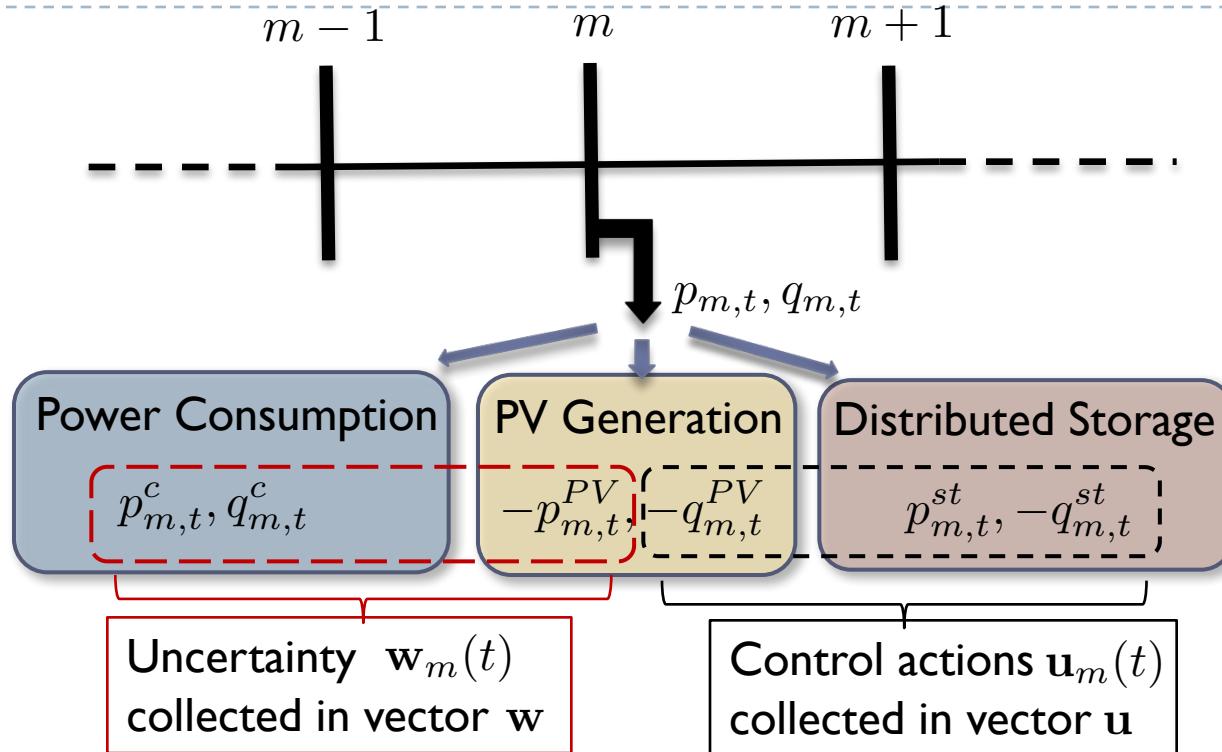 m − 1 m m + 1
p_{m,t}, q_{m,t}
Power Consumption PV Generation Distributed Storage
p^c_{m,t}, q^c_{m,t} −p^{PV}_{m,t}, −q^{PV}_{m,t} p^{st}_{m,t}, −q^{st}_{m,t}
Uncertainty w_m(t)
collected in vector w
Control actions u_m(t)
collected in vector u